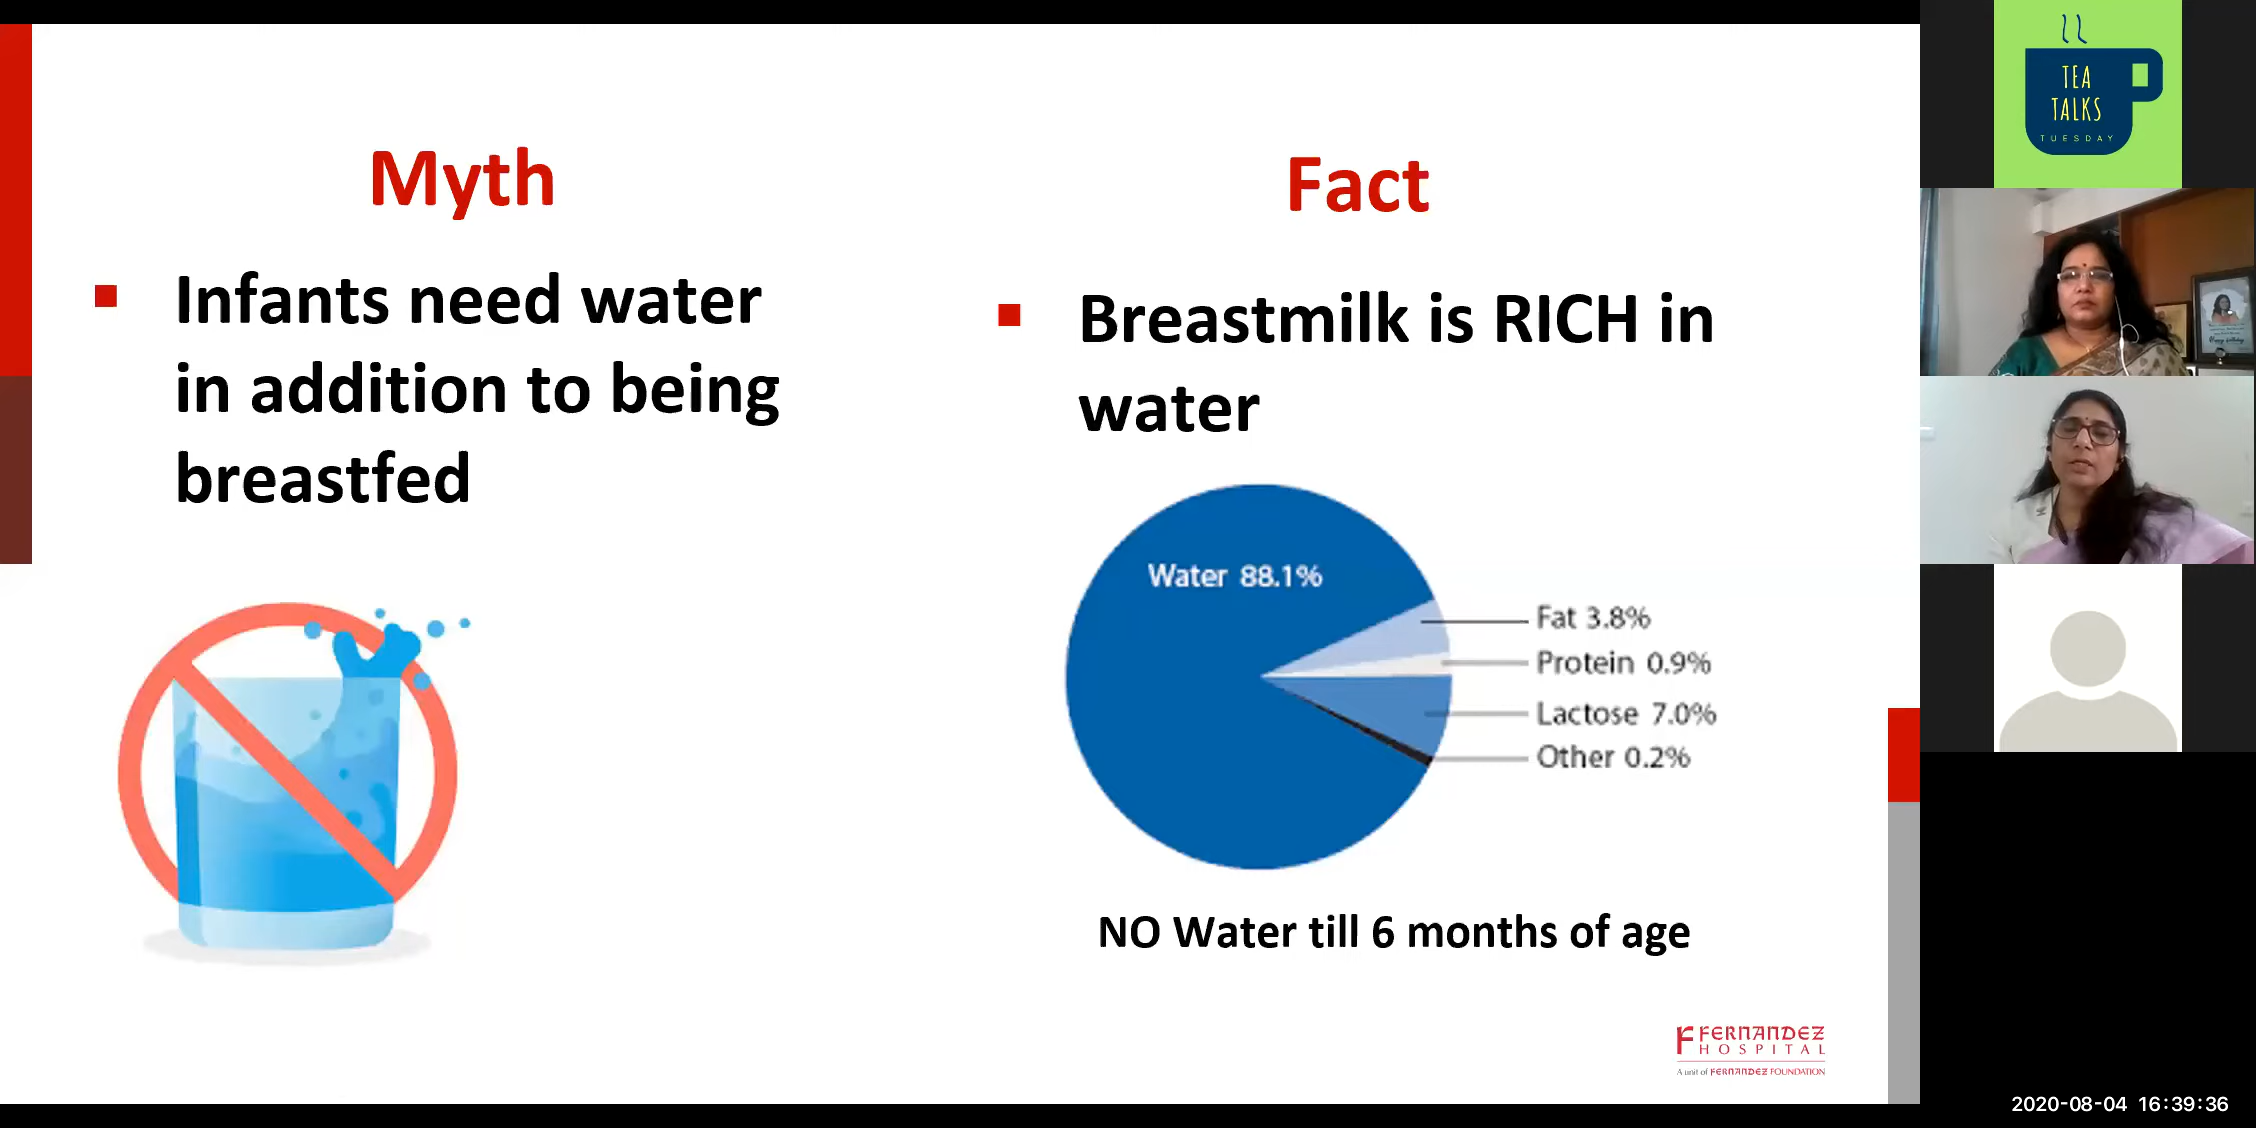 Myth
Infants need water
in addition to being
breastfed
Fact
Breastmilk is RICH in
water
Water 88.1%
Fat 3.8%
Protein 0.9%
Lactose 7.0%
Other 0.2%
NO Water till 6 months of age
FERNANDEZ
HOSPITAL
A unit of FERNANDEZ FOUNDATION
TEA
TALKS
TUESDAY
2020-08-04 16:39:36